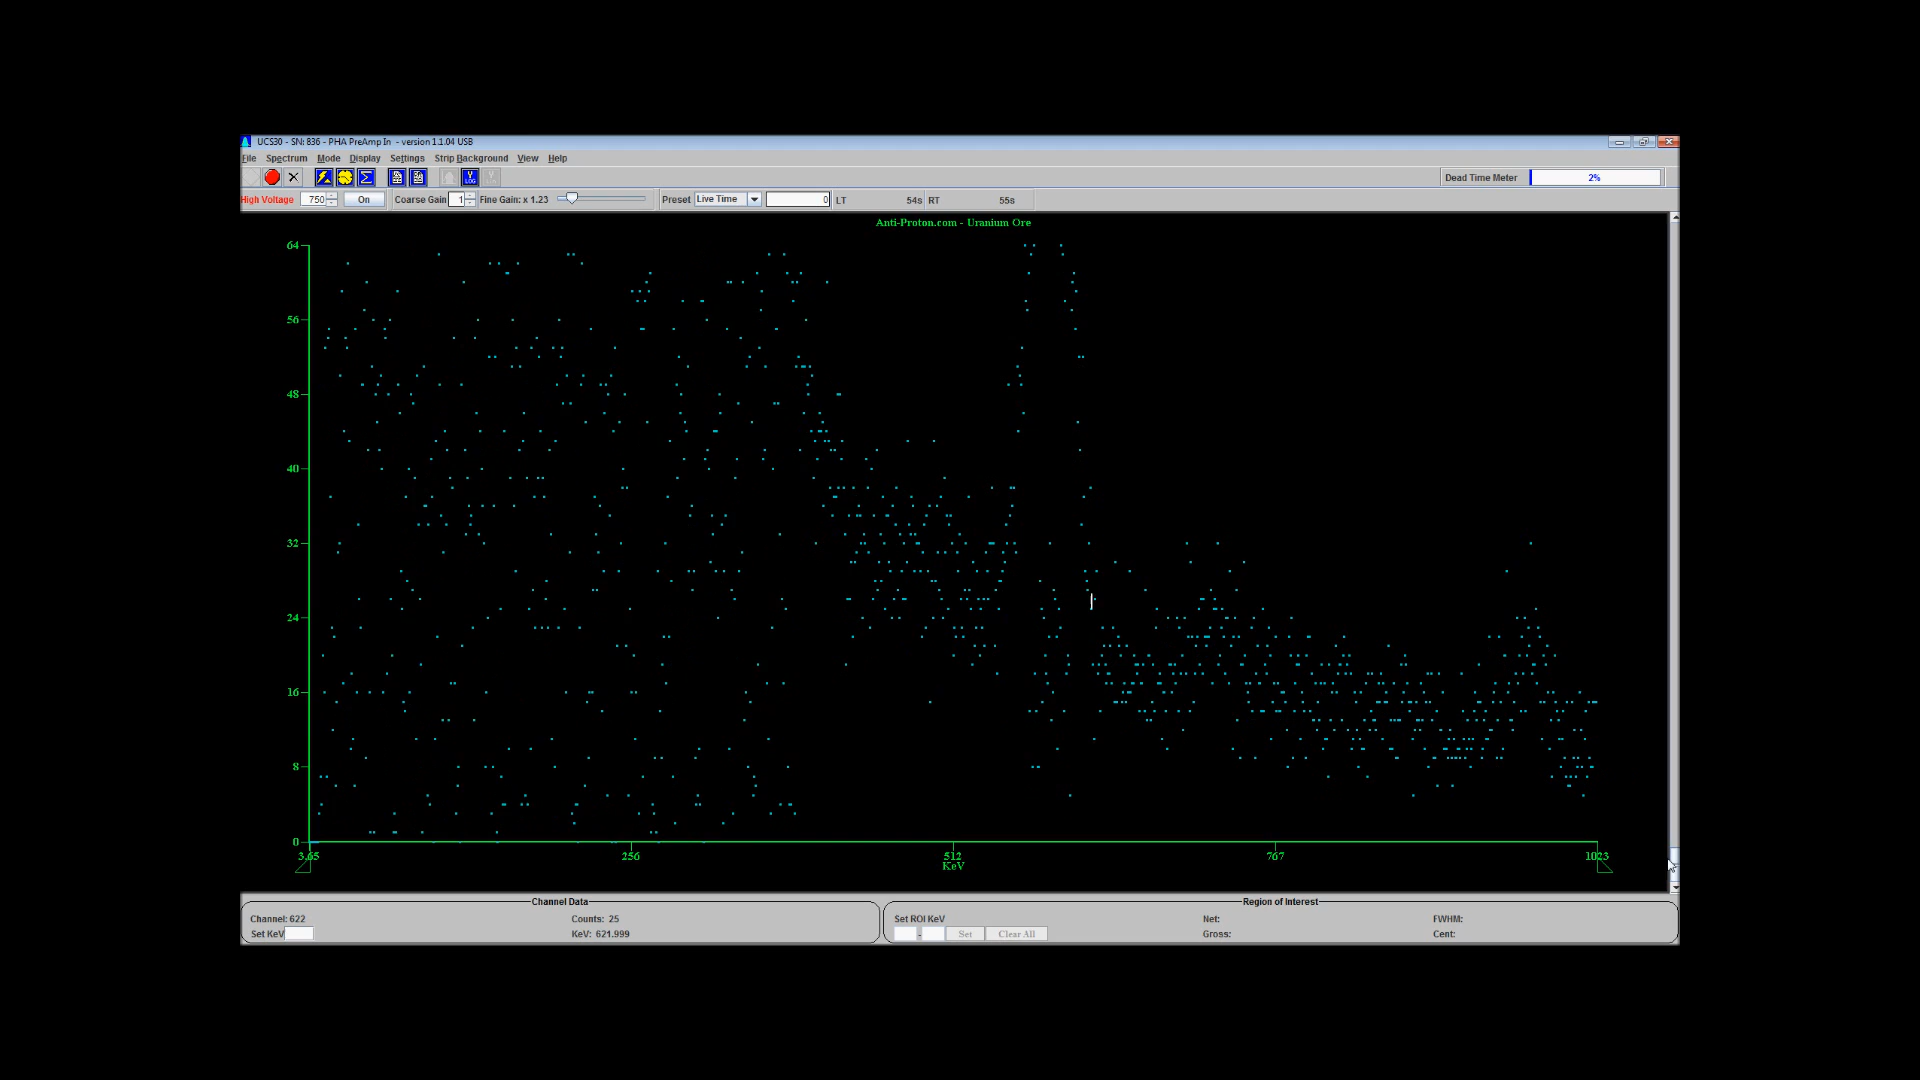 UCS30 - SN: 836 - PHA PreAmp In - version 1.1.04 USB
File Spectrum Mode Display Settings Strip Background View Help
Dead Time Meter 2%
High Voltage 750 On Coarse Gain 1 Fine Gain: x 1.23 Preset Live Time 0 LT 54s RT 55s
Anti-Proton.com - Uranium Ore
64
56
48
40
32
24
16
8
0
3.65 256 512 767 1023
KeV
Channel Data Region of Interest
Channel: 622 Counts: 25 Set ROI KeV Net: FWHM:
Set KeV KeV: 621.999 - Set Clear All Gross: Cent: